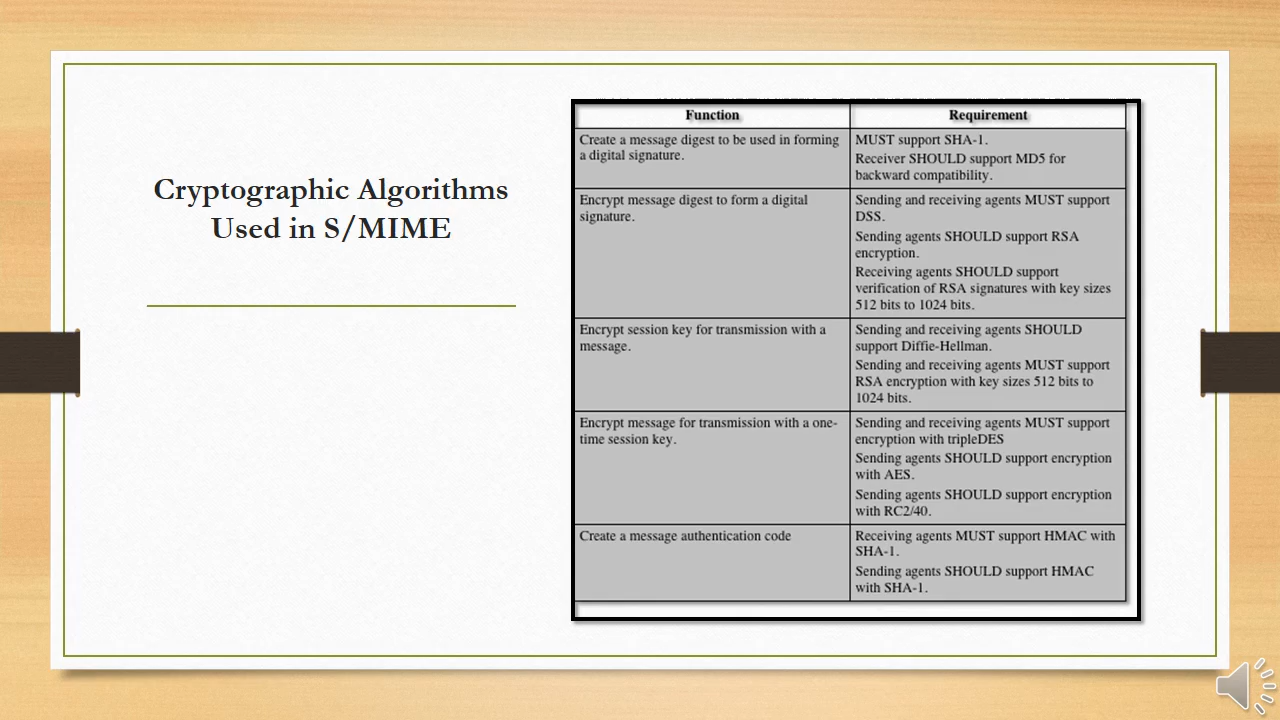 Cryptographic Algorithms
Used in S/MIME
Function
Requirement
Create a message digest to be used in forming
a digital signature.
MUST support SHA-1.
Receiver SHOULD support MD5 for
backward compatibility.
Encrypt message digest to form a digital
signature.
Sending and receiving agents MUST support
DSS.
Sending agents SHOULD support RSA
encryption.
Receiving agents SHOULD support
verification of RSA signatures with key sizes
512 bits to 1024 bits.
Encrypt session key for transmission with a
message.
Sending and receiving agents SHOULD
support Diffie-Hellman.
Sending and receiving agents MUST support
RSA encryption with key sizes 512 bits to
1024 bits.
Encrypt message for transmission with a one-
time session key.
Sending and receiving agents MUST support
encryption with tripleDES
Sending agents SHOULD support encryption
with AES.
Sending agents SHOULD support encryption
with RC2/40.
Create a message authentication code
Receiving agents MUST support HMAC with
SHA-1.
Sending agents SHOULD support HMAC
with SHA-1.